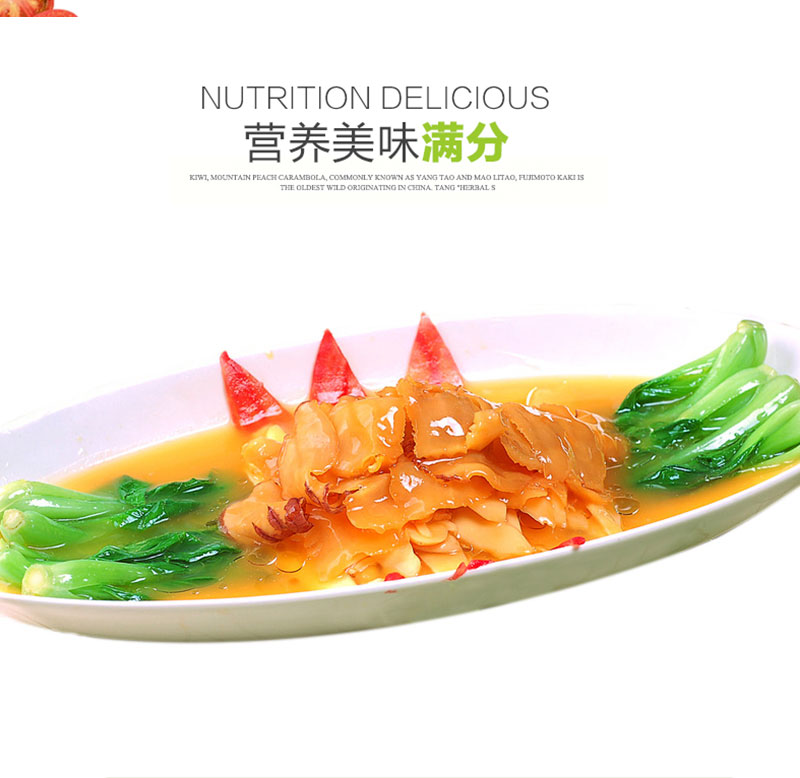 NUTRITION DELICIOUS
营养美味满分
KIWI, MOUNTAIN PEACH CARAMBOLA, COMMONLY KNOWN AS YANG TAO AND MAO LITAO, FUJIMOTO KAKI IS
THE OLDEST WILD ORIGINATING IN CHINA. TANG "HERBAL S